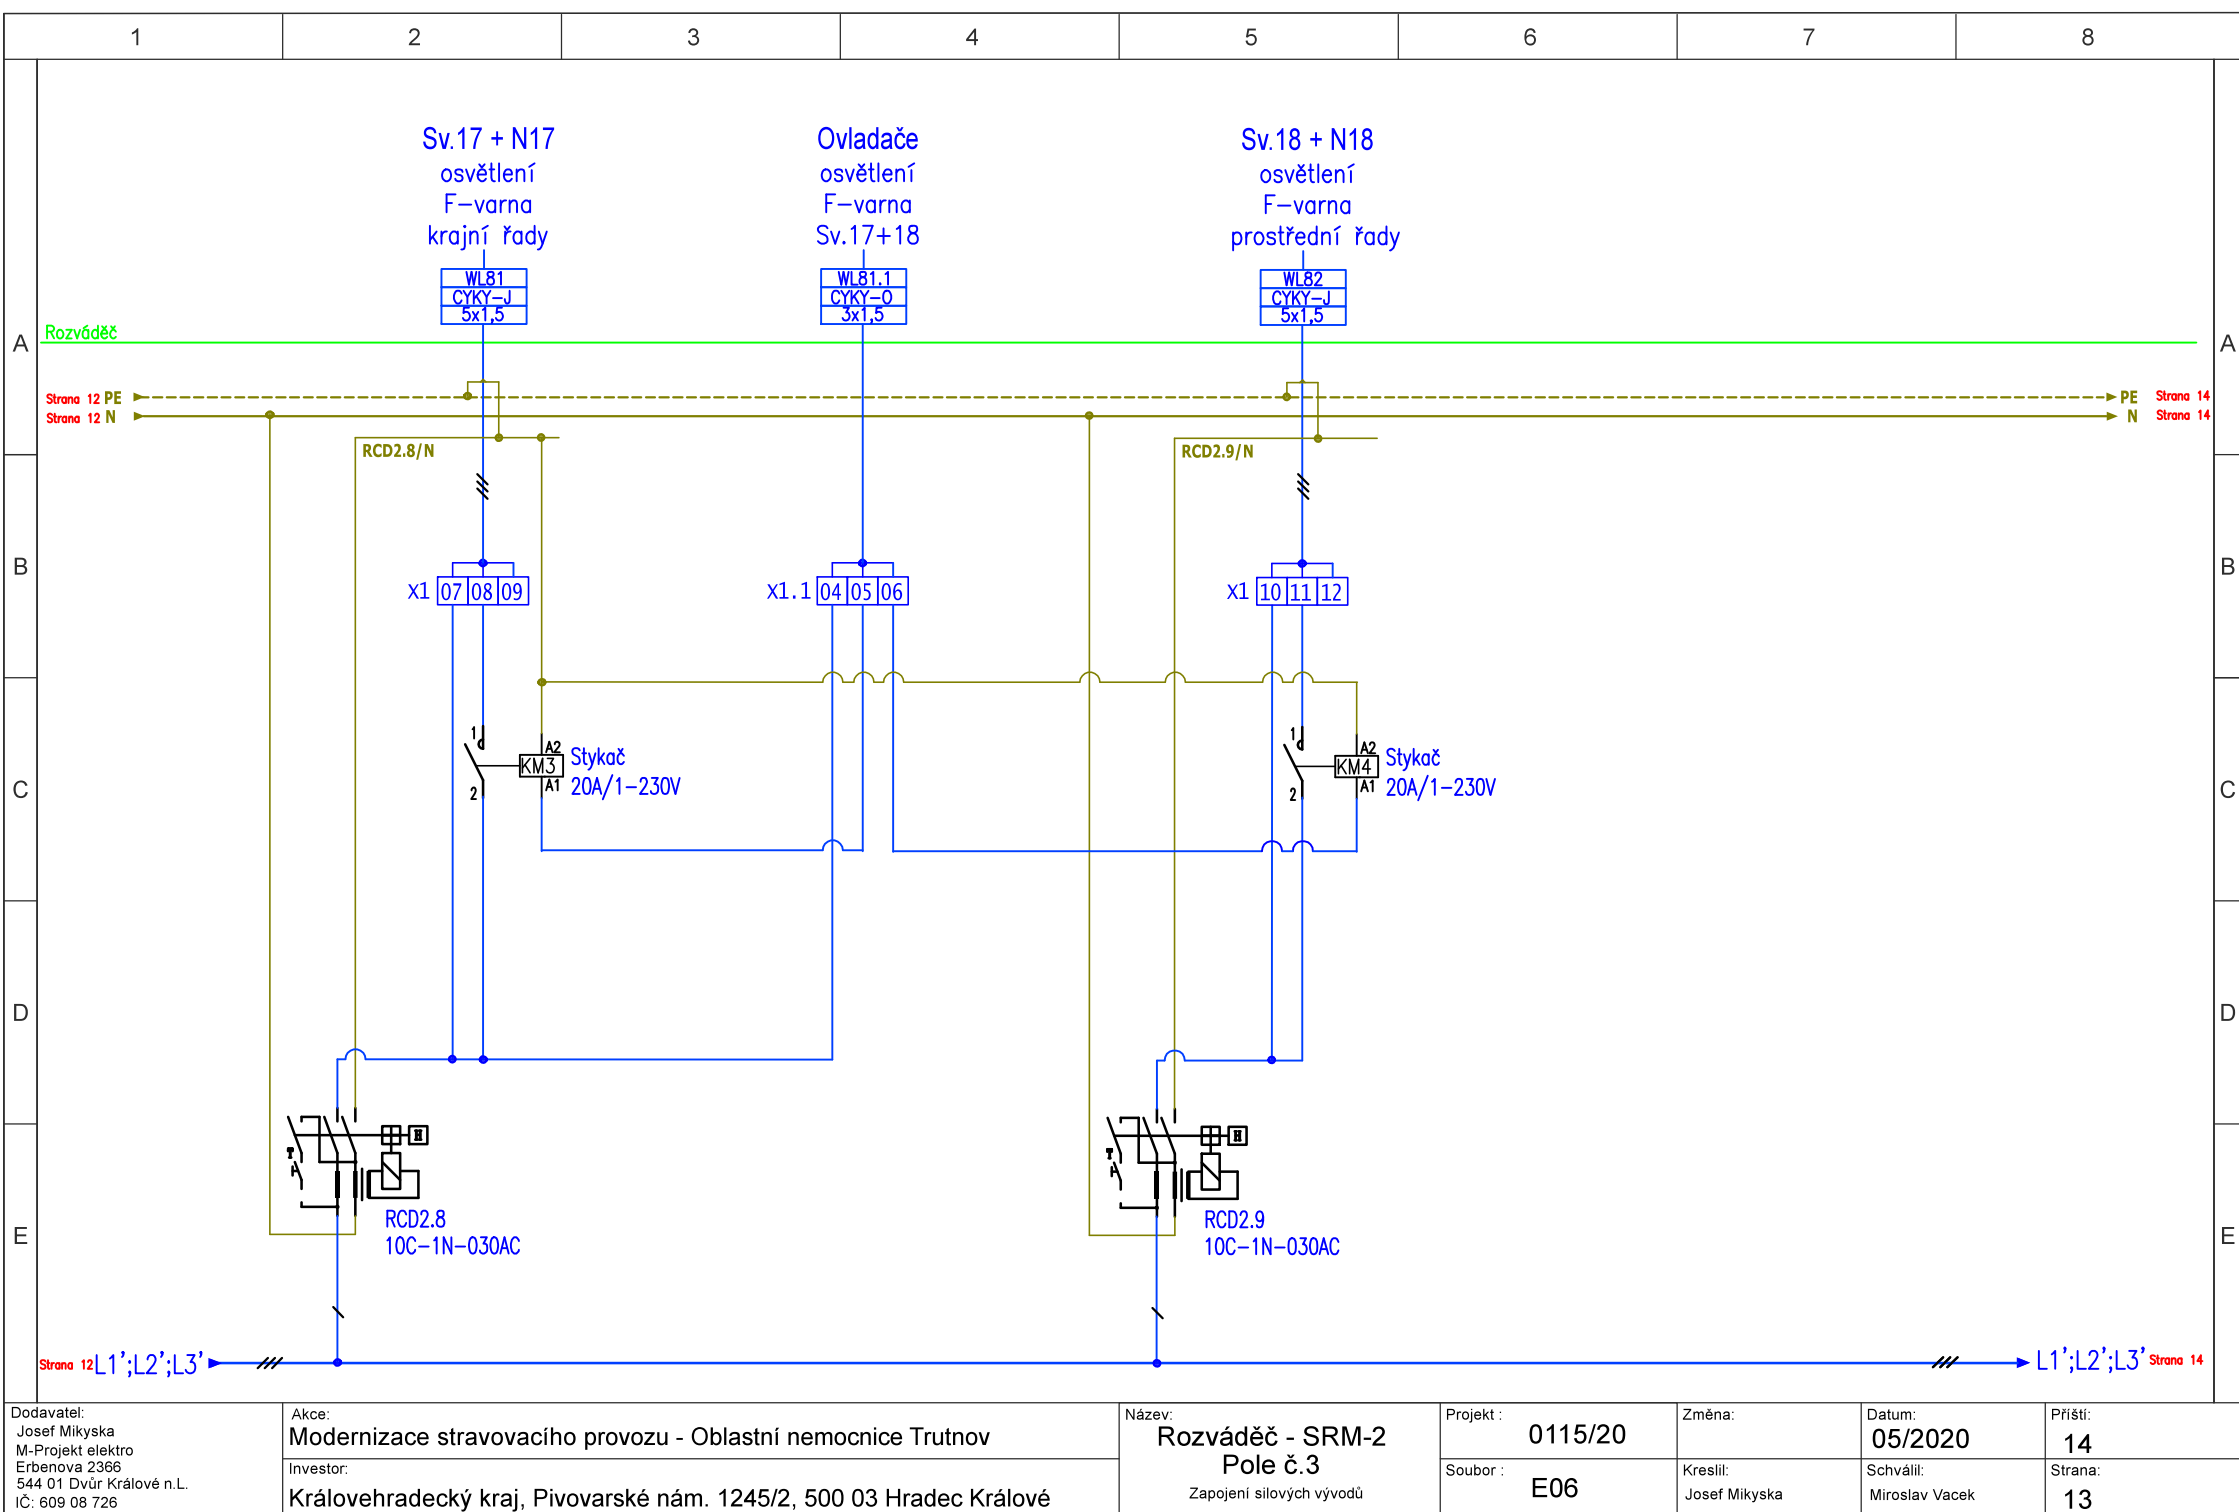 1 2 3 4 5 6 7 8
Sv.17 + N17
osvětlení
F-varna
krajní řady
WL81
CYKY-J
5x1,5
Ovladače
osvětlení
F-varna
Sv.17+18
WL81.1
CYKY-O
3x1,5
Sv.18 + N18
osvětlení
F-varna
prostřední řady
WL82
CYKY-J
5x1,5
Rozváděč
A A
Strana 12 PE
PE Strana 14
Strana 12 N
N Strana 14
RCD2.8/N
RCD2.9/N
B B
X1 07 08 09
X1.1 04 05 06
X1 10 11 12
C C
1
2
KM3
A2
A1
Stykač
20A/1-230V
1
2
KM4
A2
A1
Stykač
20A/1-230V
D D
E E
H
RCD2.8
10C-1N-030AC
H
RCD2.9
10C-1N-030AC
Strana 12 L1';L2';L3'
L1';L2';L3' Strana 14
Dodavatel:
Josef Mikyska
M-Projekt elektro
Erbenova 2366
544 01 Dvůr Králové n.L.
IČ: 609 08 726
Akce:
Modernizace stravovacího provozu - Oblastní nemocnice Trutnov
Investor:
Královehradecký kraj, Pivovarské nám. 1245/2, 500 03 Hradec Králové
Název:
Rozváděč - SRM-2
Pole č.3
Zapojení silových vývodů
Projekt :
0115/20
Soubor :
E06
Změna:
Kreslil:
Josef Mikyska
Datum:
05/2020
Schválil:
Miroslav Vacek
Příští:
14
Strana:
13